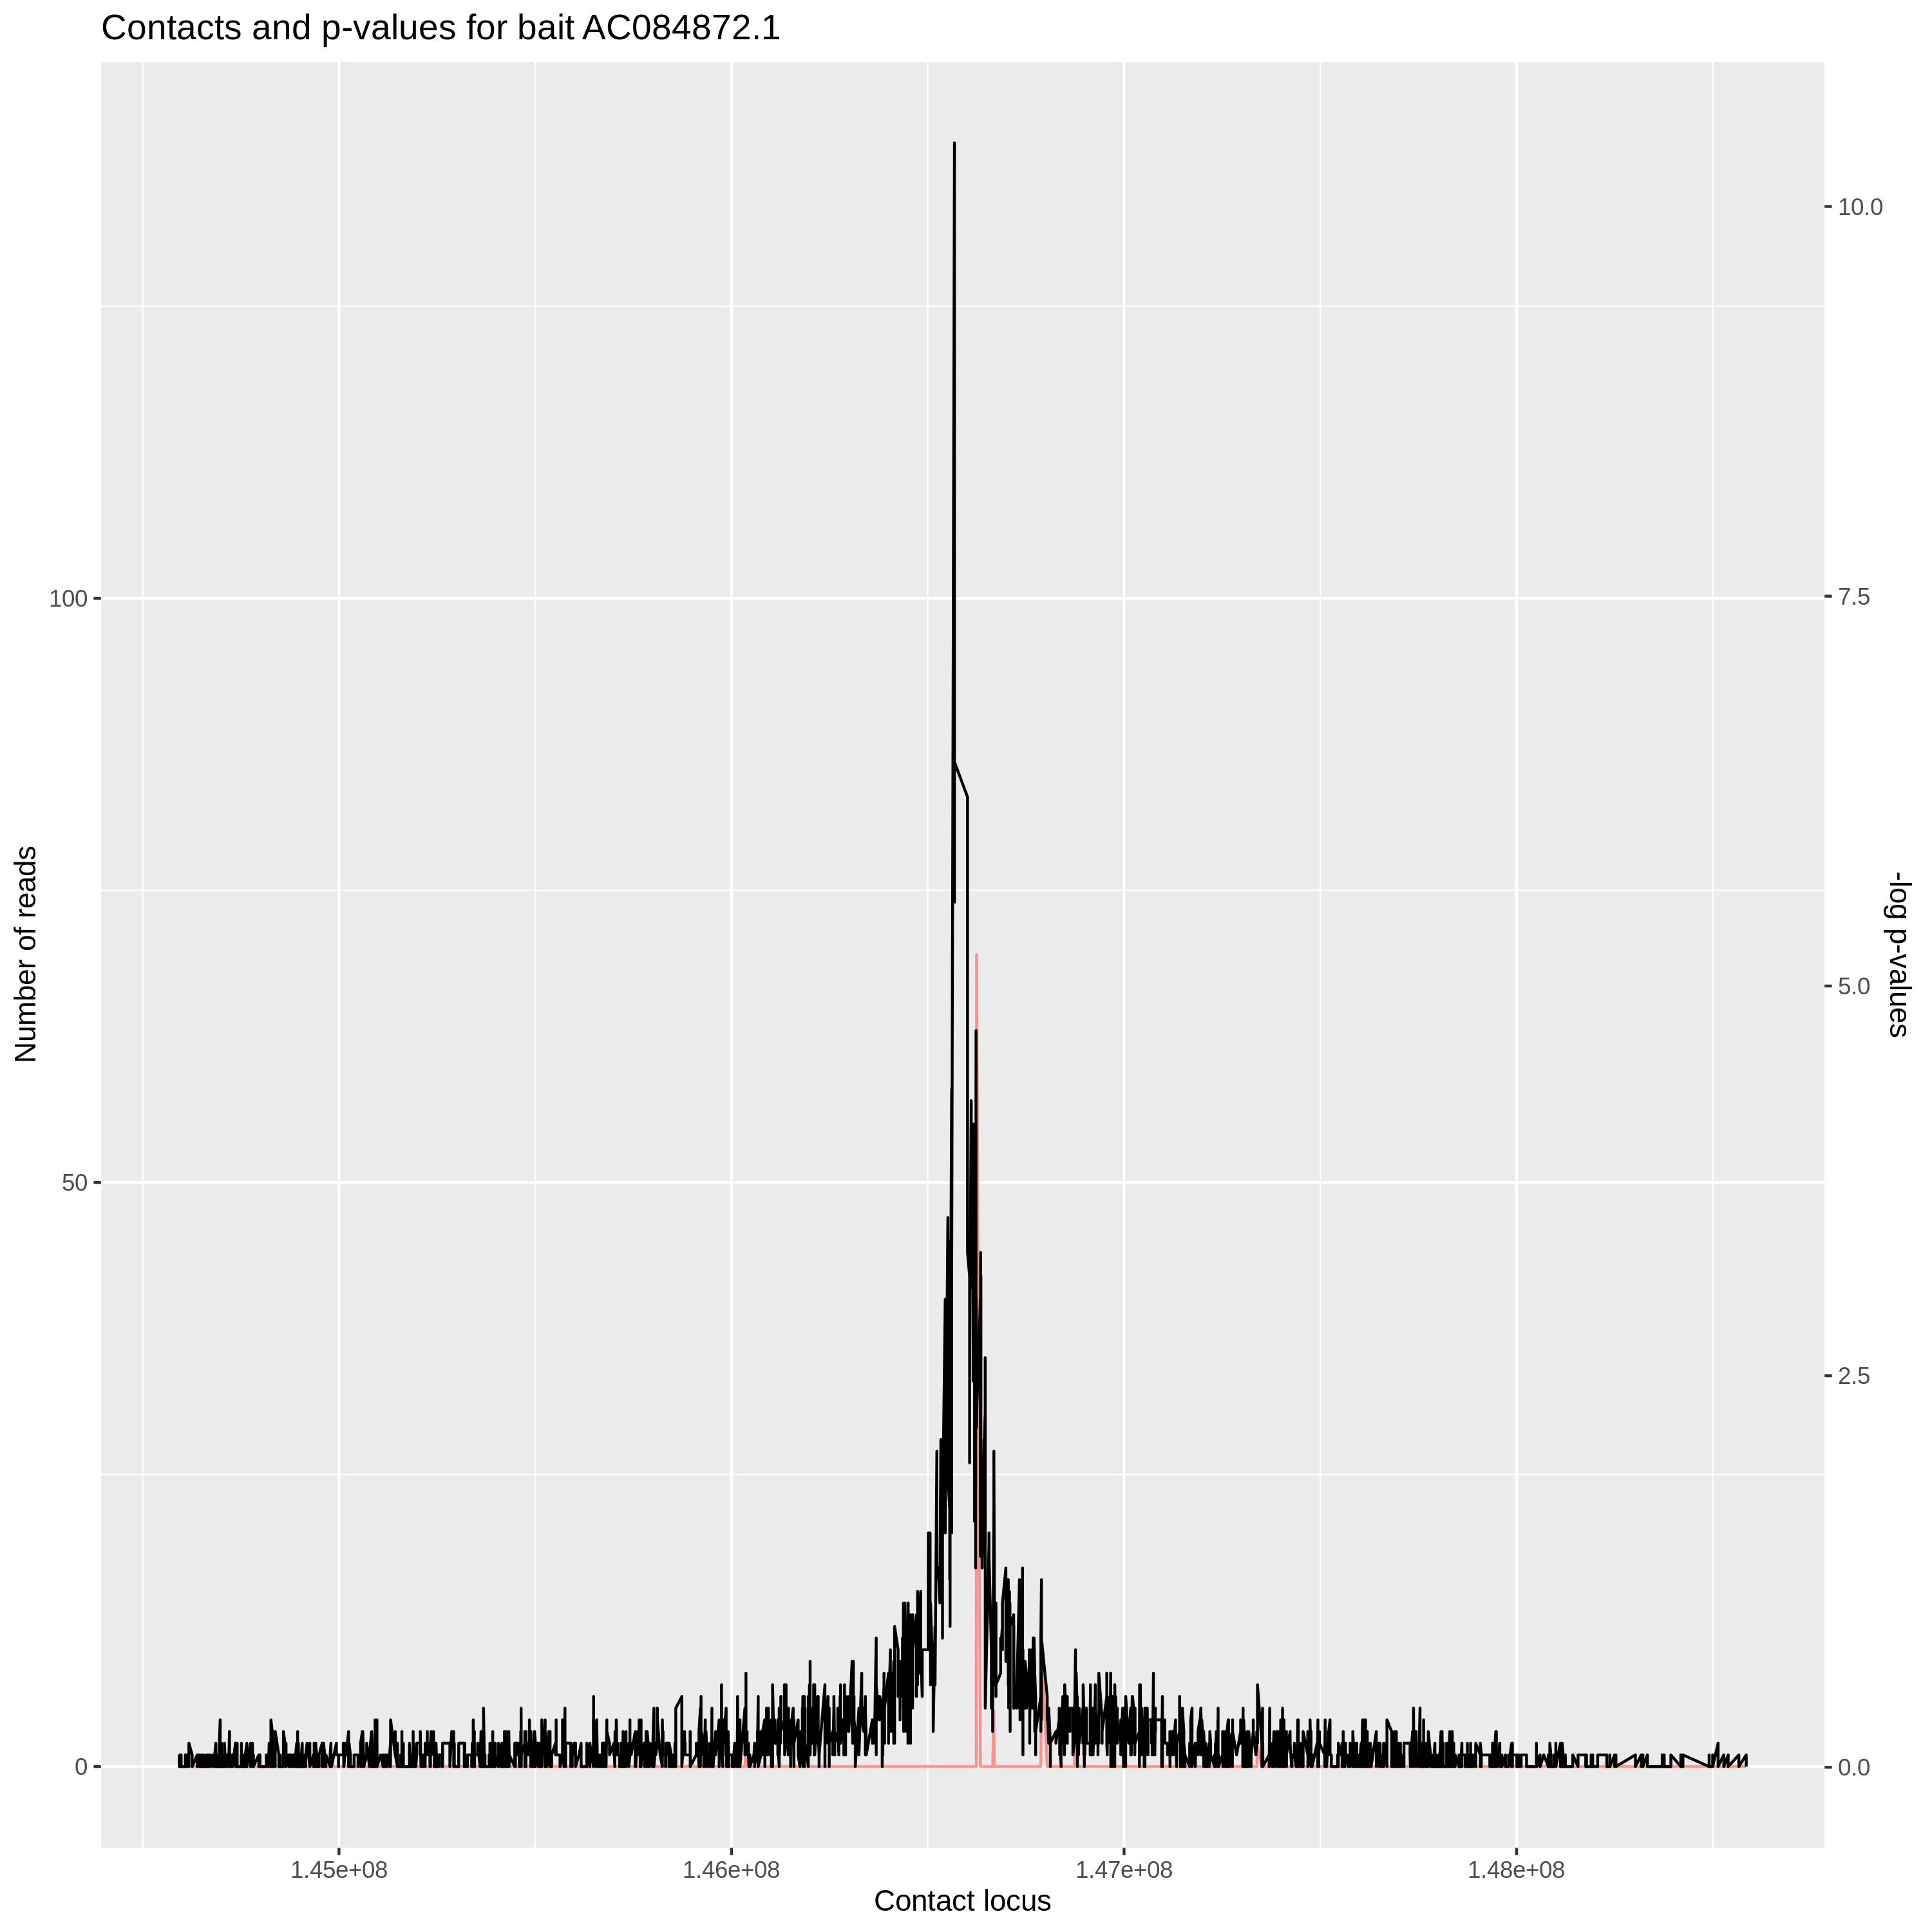 Contacts and p-values for bait AC084872.1
Number of reads
100
50
0
10.0
7.5
5.0
2.5
0.0
-log p-values
1.45e+08
1.46e+08
1.47e+08
1.48e+08
Contact locus